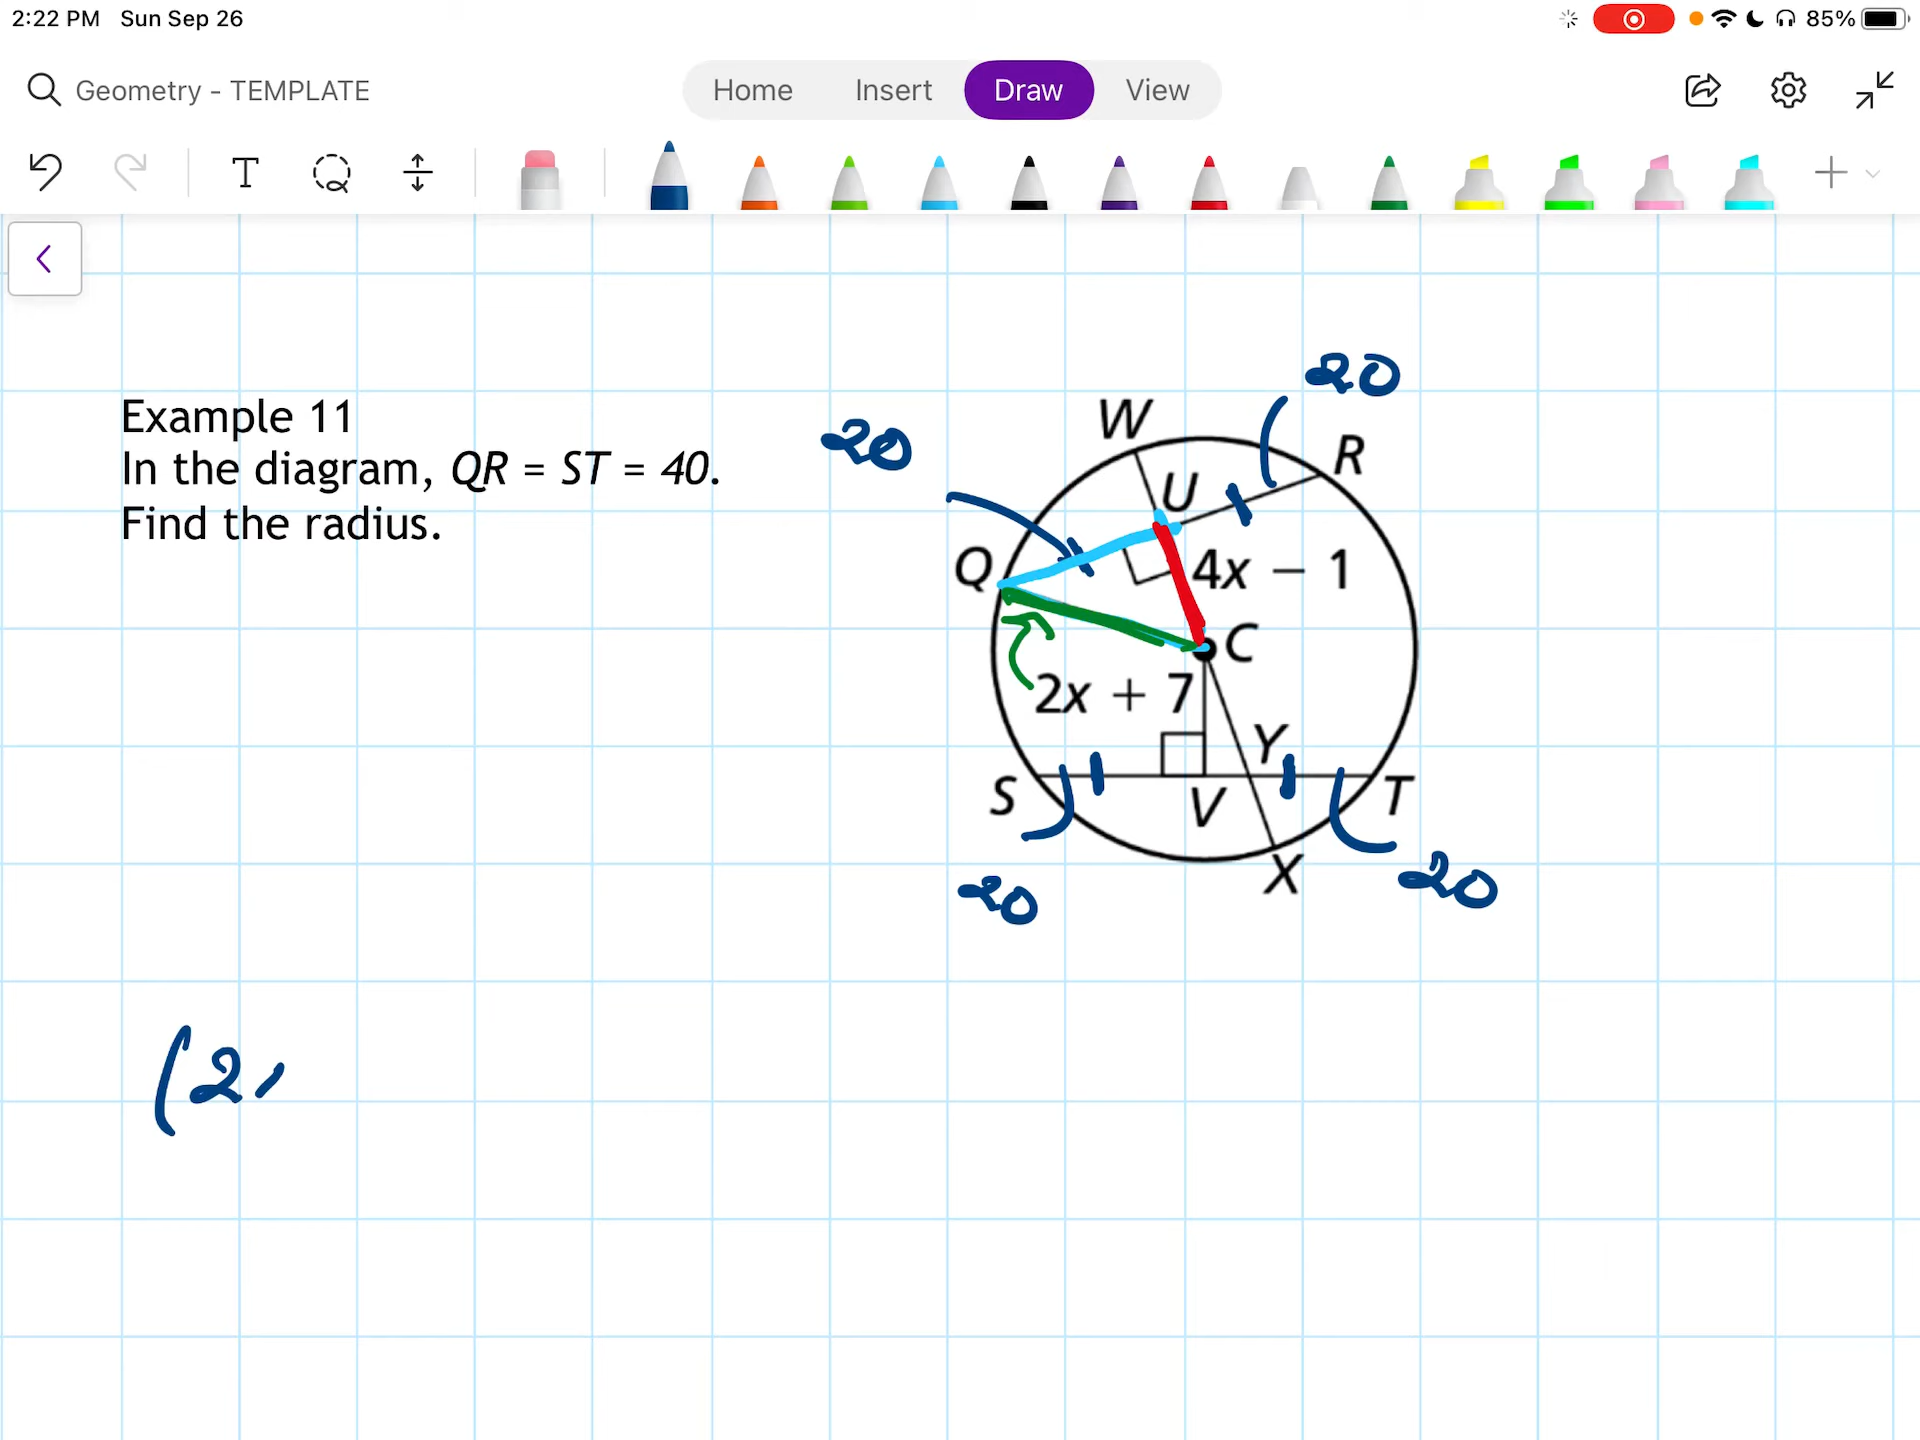 2:22 PM Sun Sep 26
85%
Geometry - TEMPLATE
Home Insert Draw View
T
Example 11
In the diagram, QR = ST = 40.
Find the radius.
20
20
W
R
U
Q
4x − 1
C
2x + 7
Y
S
V
T
X
20
20
(2